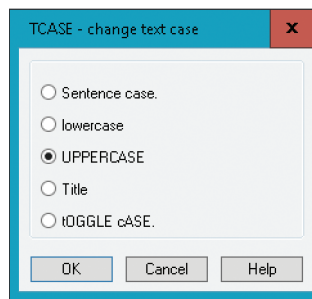 TCASE - change text case
x
Sentence case.
lowercase
UPPERCASE
Title
tOGGLE cASE.
OK Cancel Help